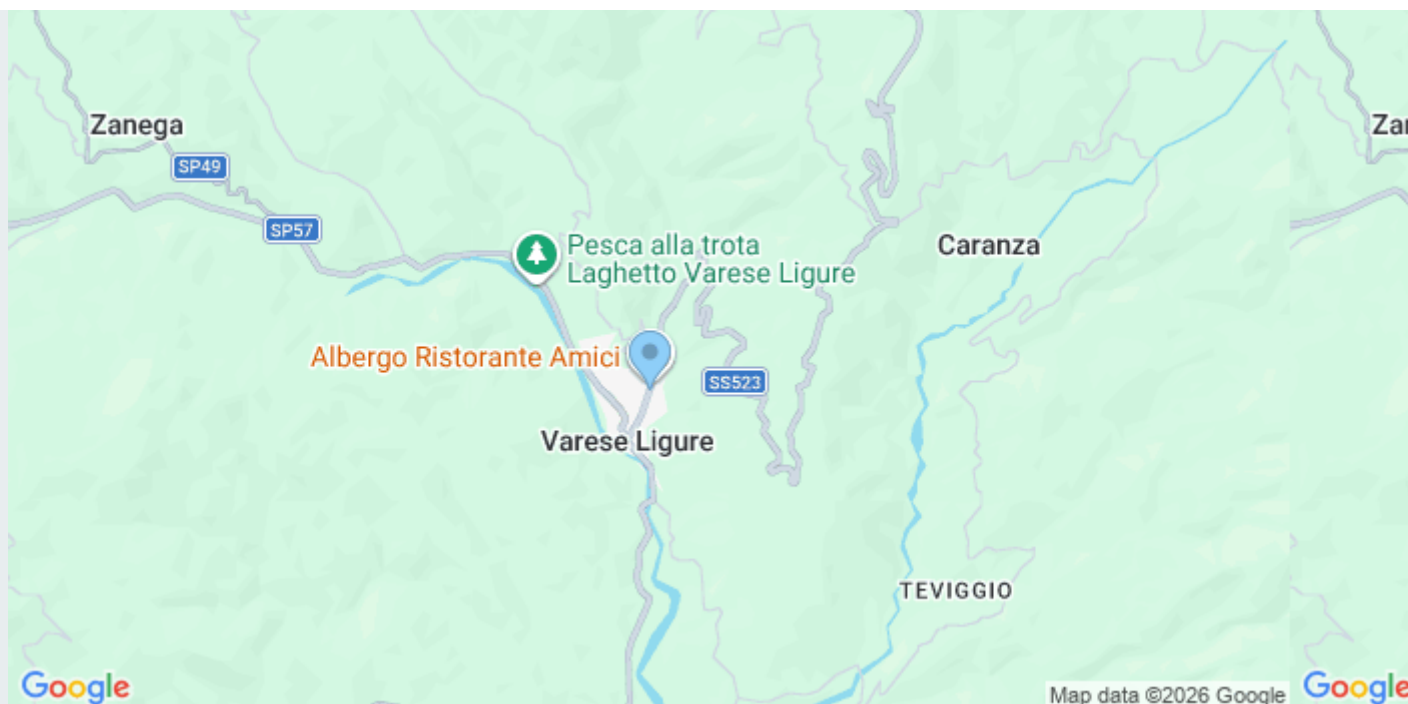 Zanega
Zar
SP49
SP57
Pesca alla trota
Laghetto Varese Ligure
Caranza
Albergo Ristorante Amici
SS523
Varese Ligure
TEVIGGIO
Google
Map data ©2026 Google
Google